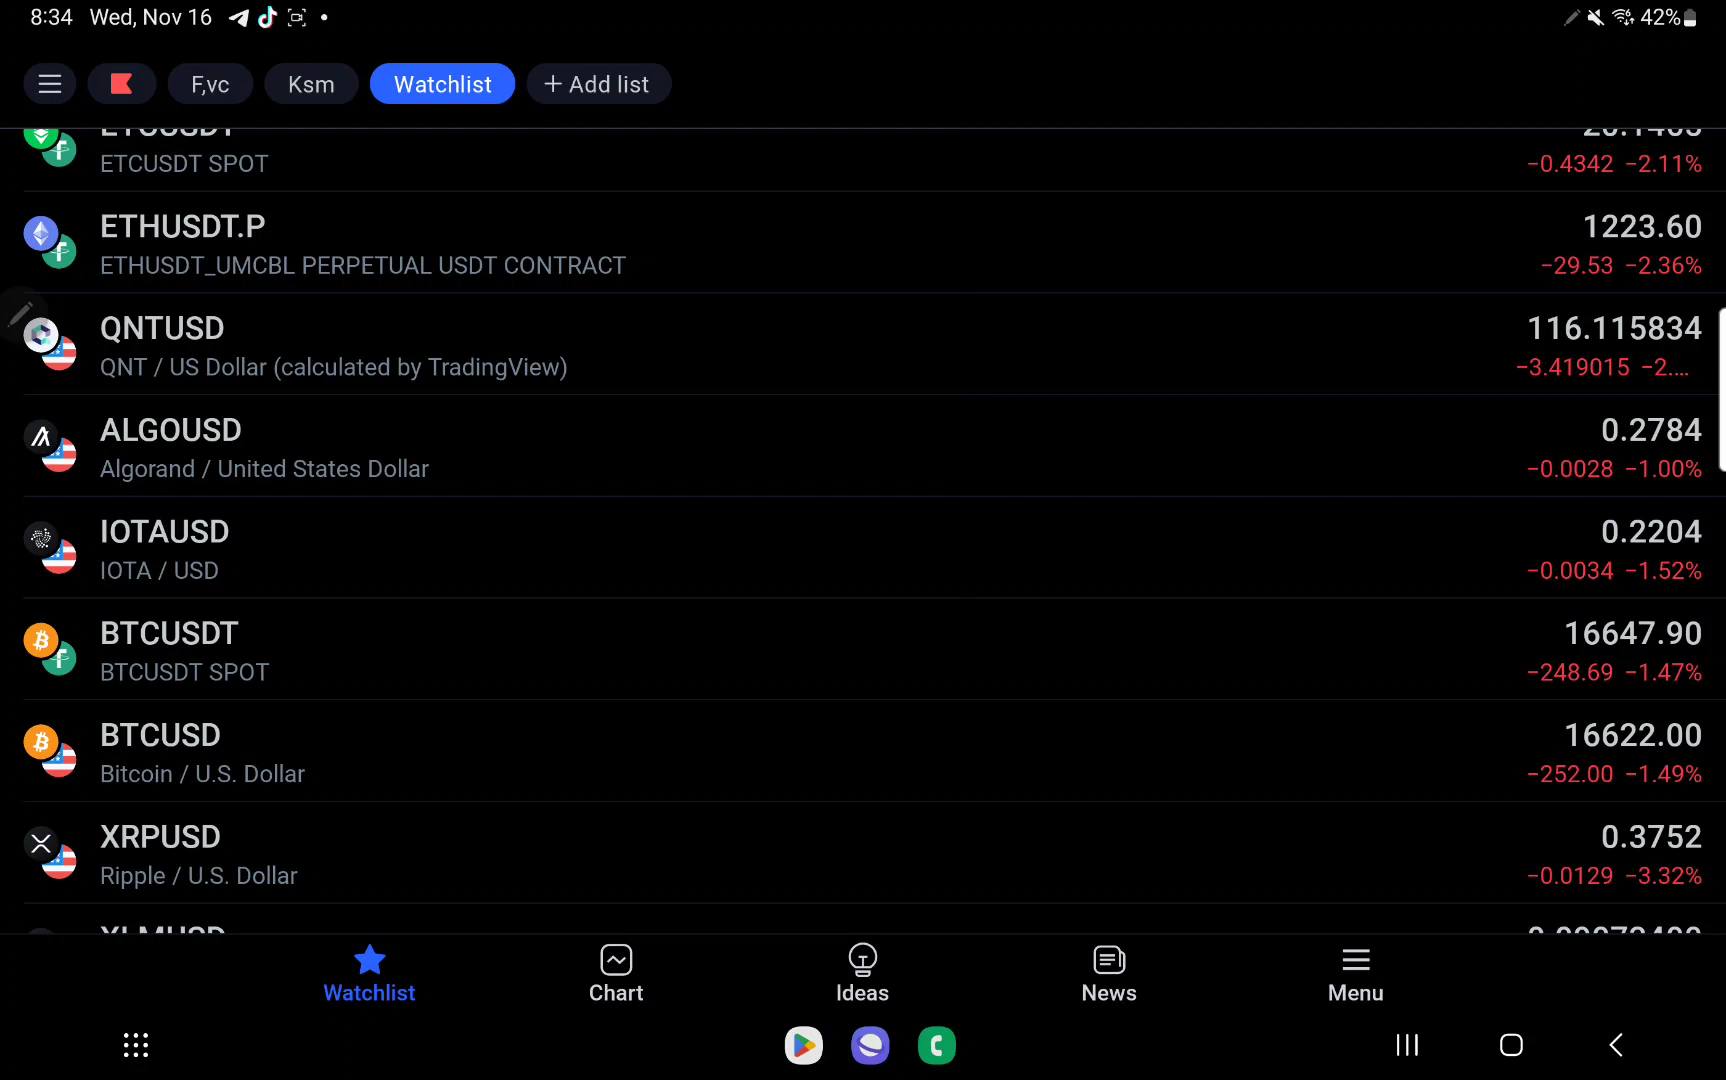 8:34 Wed, Nov 16 42%
F,vc Ksm Watchlist + Add list
ETCUSDT
ETCUSDT SPOT −0.4342 −2.11%
ETHUSDT.P 1223.60
ETHUSDT_UMCBL PERPETUAL USDT CONTRACT −29.53 −2.36%
QNTUSD 116.115834
QNT / US Dollar (calculated by TradingView) −3.419015 −2....
ALGOUSD 0.2784
Algorand / United States Dollar −0.0028 −1.00%
IOTAUSD 0.2204
IOTA / USD −0.0034 −1.52%
BTCUSDT 16647.90
BTCUSDT SPOT −248.69 −1.47%
BTCUSD 16622.00
Bitcoin / U.S. Dollar −252.00 −1.49%
XRPUSD 0.3752
Ripple / U.S. Dollar −0.0129 −3.32%
XLMUSD
Watchlist Chart Ideas News Menu